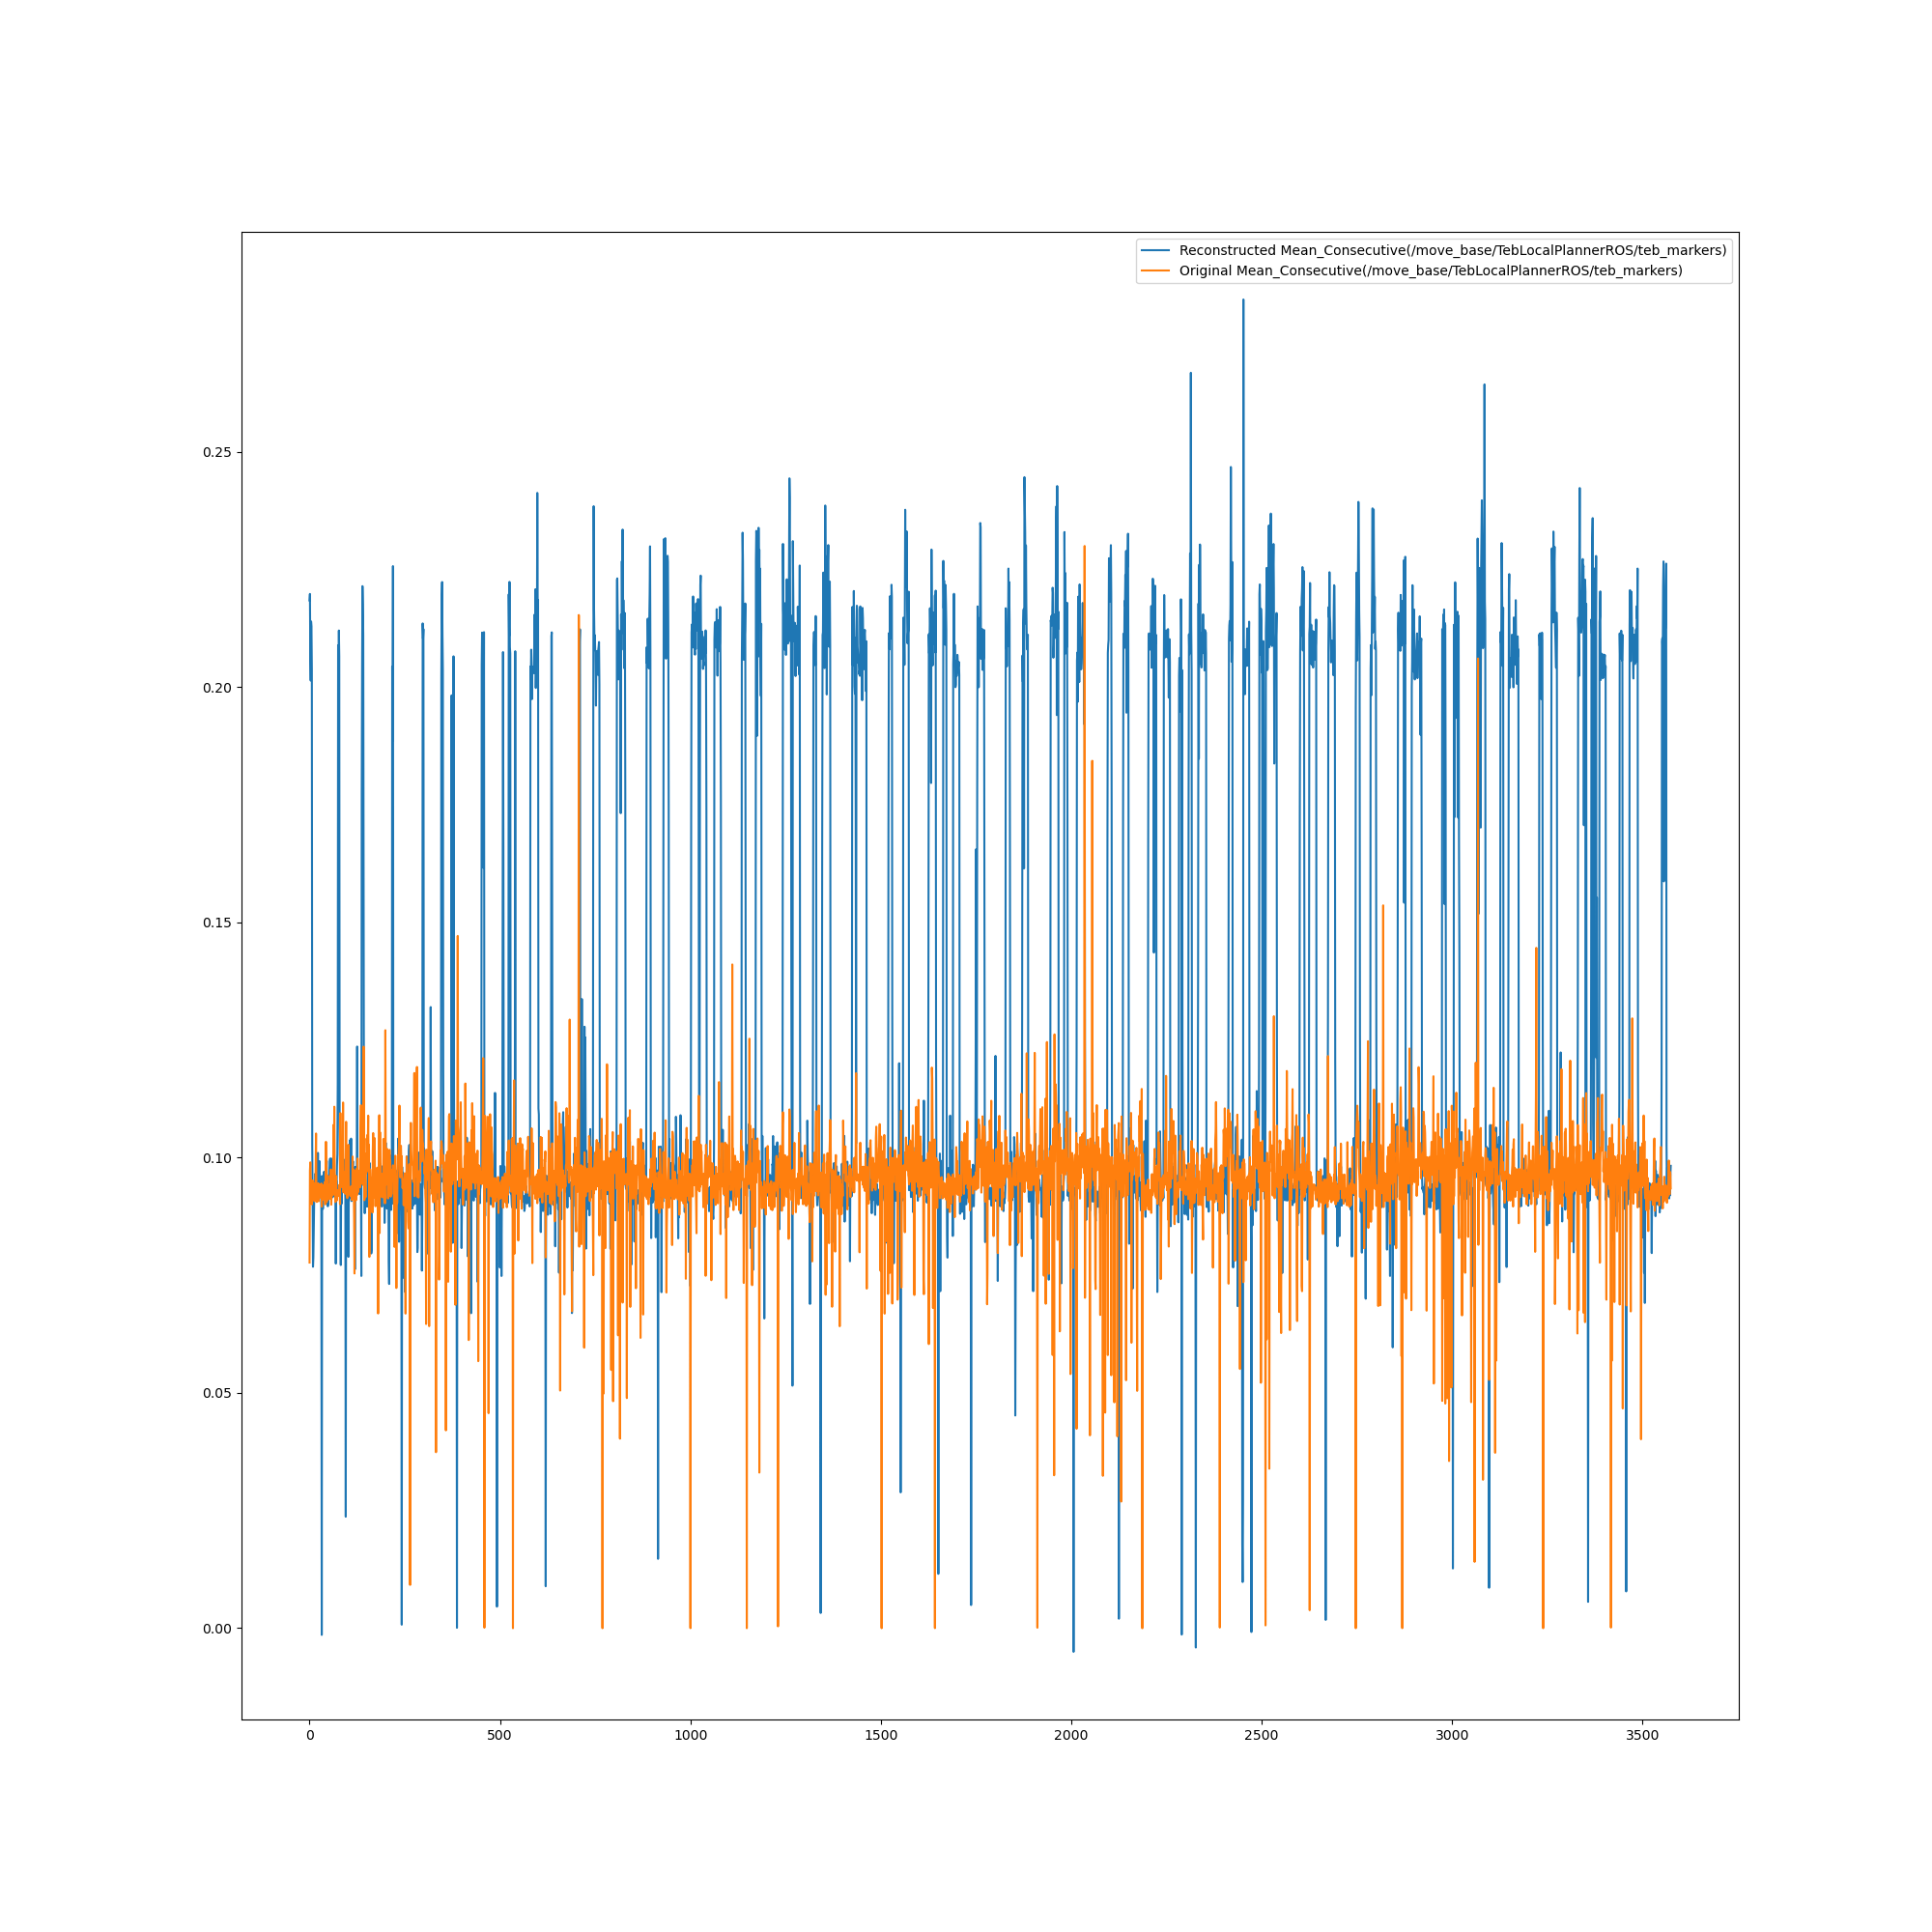 Reconstructed Mean_Consecutive(/move_base/TebLocalPlannerROS/teb_markers)
Original Mean_Consecutive(/move_base/TebLocalPlannerROS/teb_markers)
0.25
0.20
0.15
0.10
0.05
0.00
0 500 1000 1500 2000 2500 3000 3500